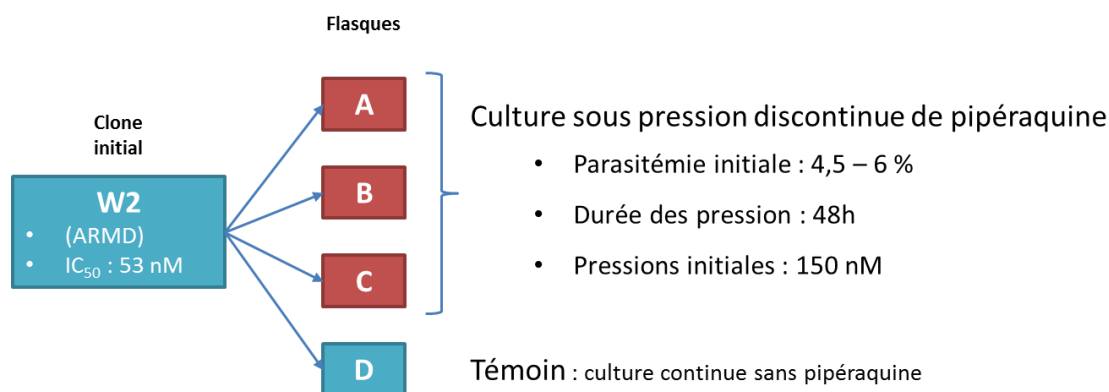 Flasques
Clone
initial
W2
• (ARMD)
• IC50 : 53 nM
A
B
C
D
Culture sous pression discontinue de pipéraquine
• Parasitémie initiale : 4,5 – 6 %
• Durée des pression : 48h
• Pressions initiales : 150 nM
Témoin : culture continue sans pipéraquine